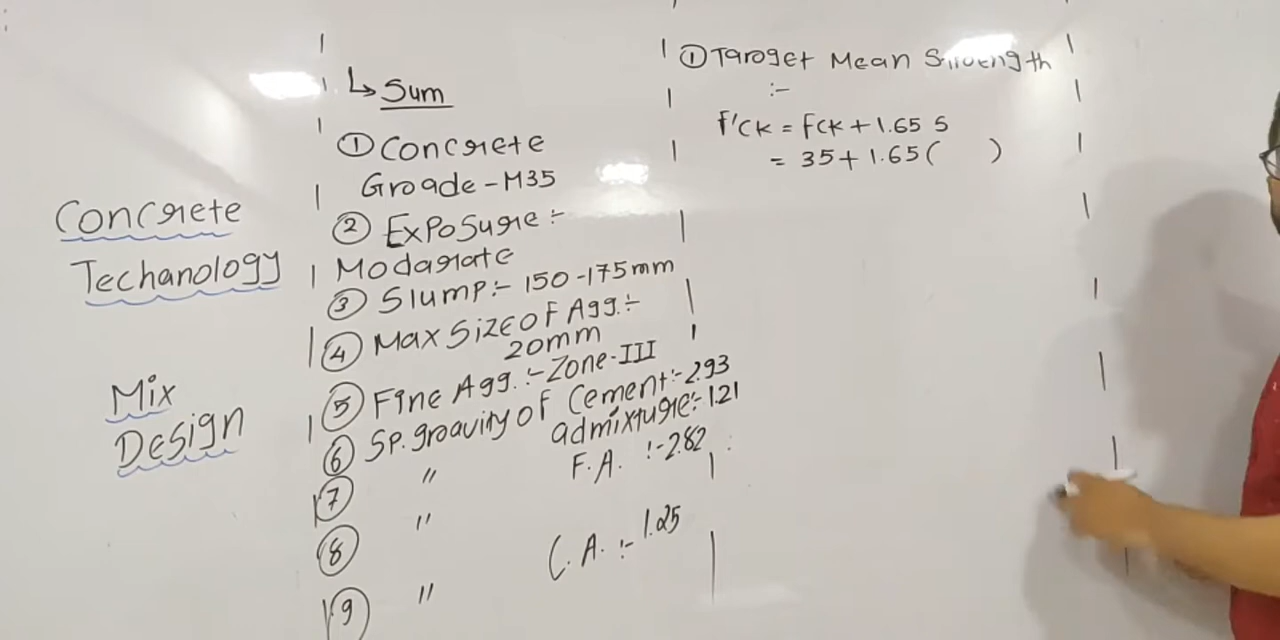 Concrete
Techanology
Mix
Design
↳ Sum
① Concrete
Grade - M35
② Exposure :-
Modarate
③ Slump :- 150 - 175 mm
④ Max Size of Agg. :-
20mm
⑤ Fine Agg. :- Zone - III
⑥ Sp. gravity of Cement :- 2.93
⑦ " admixture :- 1.21
⑧ " F.A. :- 2.82
⑨ " C.A. :- 1.25
① Target Mean Strength
:-
f'ck = fck + 1.65 S
= 35 + 1.65 ( )